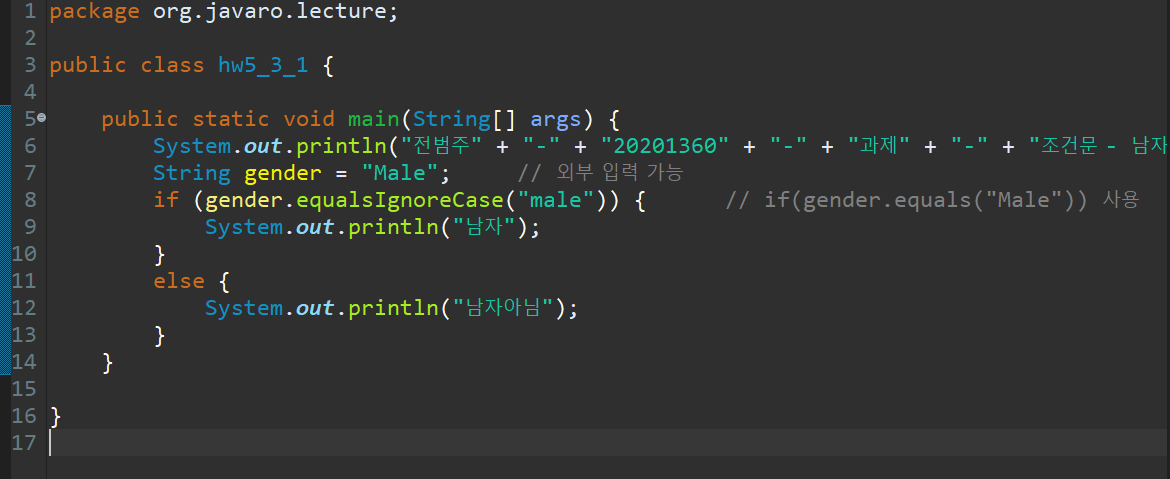 1 package org.javaro.lecture;
2
3 public class hw5_3_1 {
4
5 public static void main(String[] args) {
6 System.out.println("전범주" + "-" + "20201360" + "-" + "과제" + "-" + "조건문 - 남자
7 String gender = "Male"; // 외부 입력 가능
8 if (gender.equalsIgnoreCase("male")) { // if(gender.equals("Male")) 사용
9 System.out.println("남자");
10 }
11 else {
12 System.out.println("남자아님");
13 }
14 }
15
16 }
17